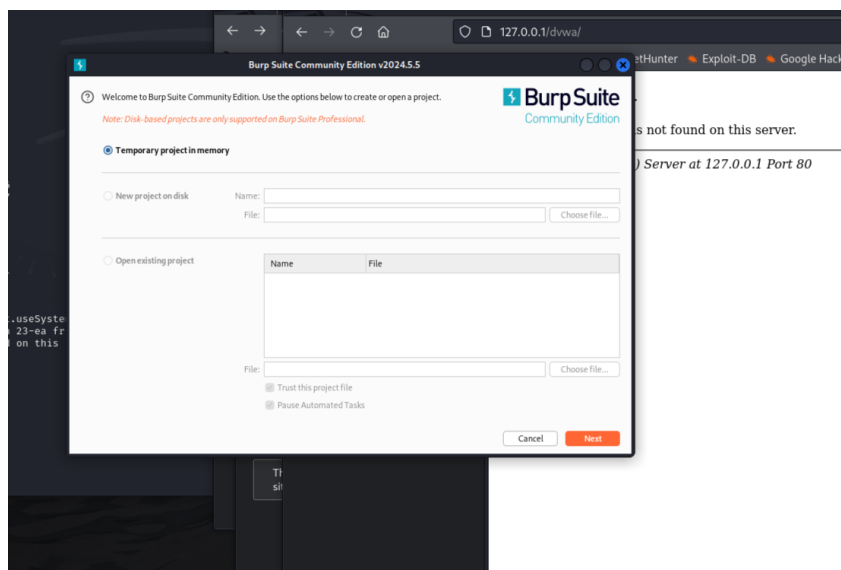 127.0.0.1/dvwa/
Burp Suite Community Edition v2024.5.5
etHunter
Exploit-DB
Google Hack
Welcome to Burp Suite Community Edition. Use the options below to create or open a project.
Note: Disk-based projects are only supported on Burp Suite Professional.
Burp Suite
Community Edition
s not found on this server.
Temporary project in memory
) Server at 127.0.0.1 Port 80
New project on disk
Name:
File:
Choose file...
Open existing project
Name
File
.useSyste
23-ea fr
on this
File:
Choose file...
Trust this project file
Pause Automated Tasks
Cancel
Next
Th
sit